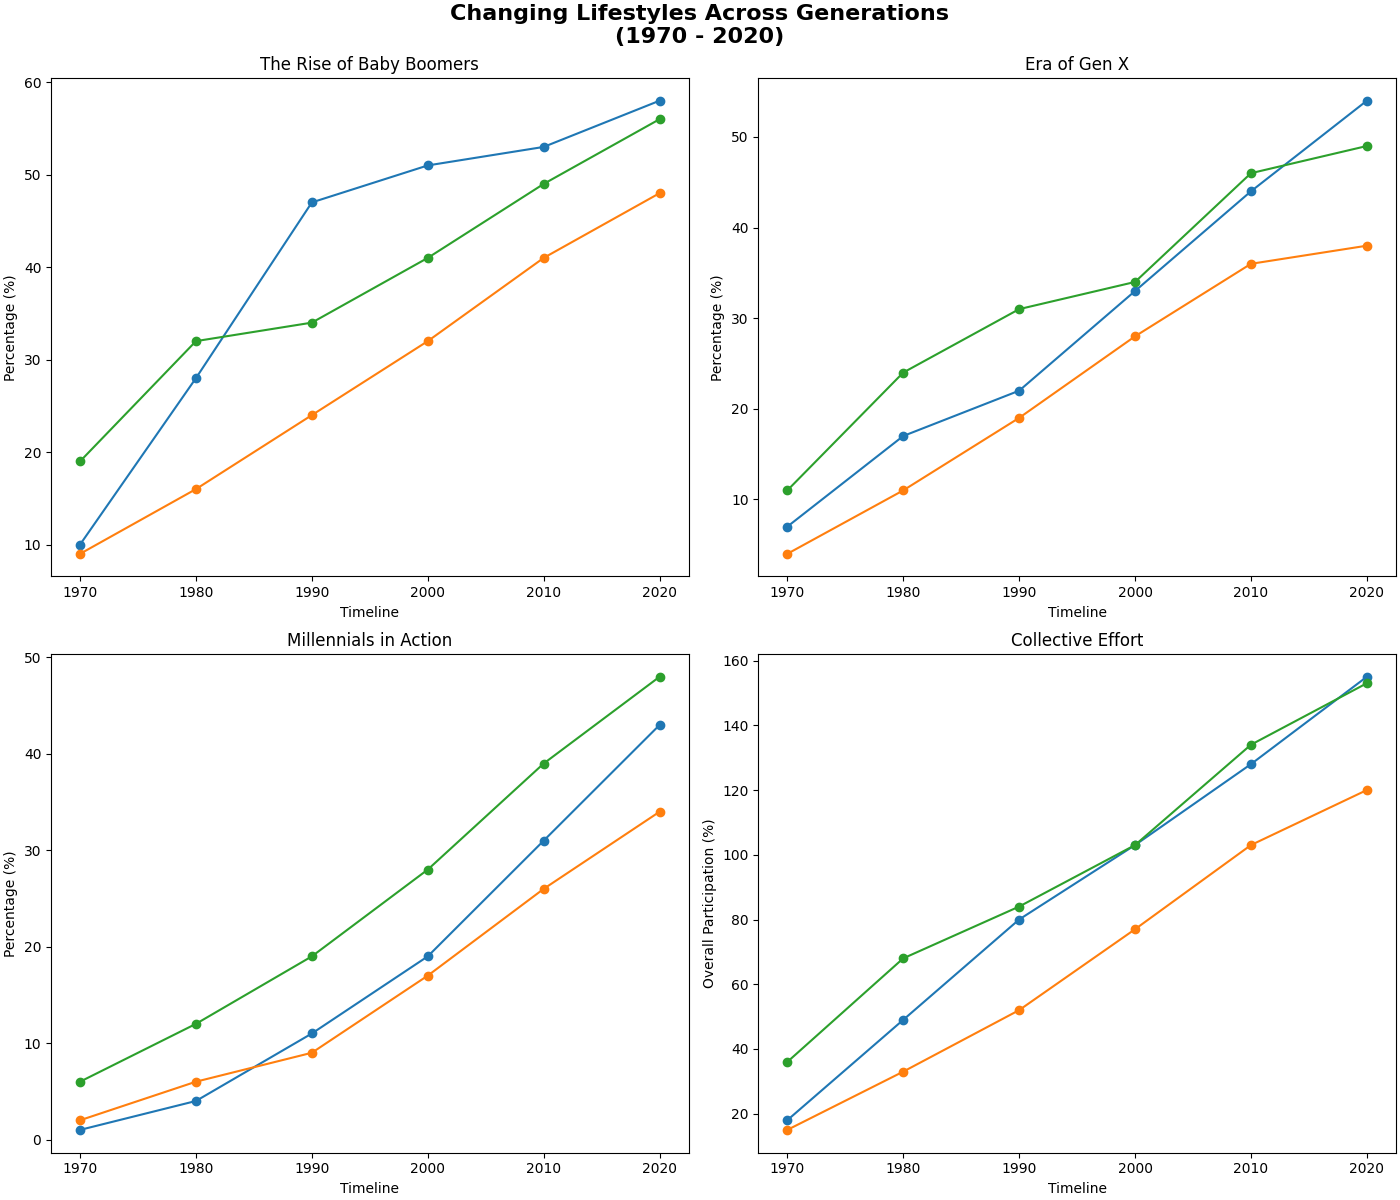 Changing Lifestyles Across Generations
(1970 - 2020)
The Rise of Baby Boomers
60
50
40
30
20
10
Percentage (%)
1970 1980 1990 2000 2010 2020
Timeline
Era of Gen X
50
40
30
20
10
Percentage (%)
1970 1980 1990 2000 2010 2020
Timeline
Millennials in Action
50
40
30
20
10
0
Percentage (%)
1970 1980 1990 2000 2010 2020
Timeline
Collective Effort
160
140
120
100
80
60
40
20
Overall Participation (%)
1970 1980 1990 2000 2010 2020
Timeline